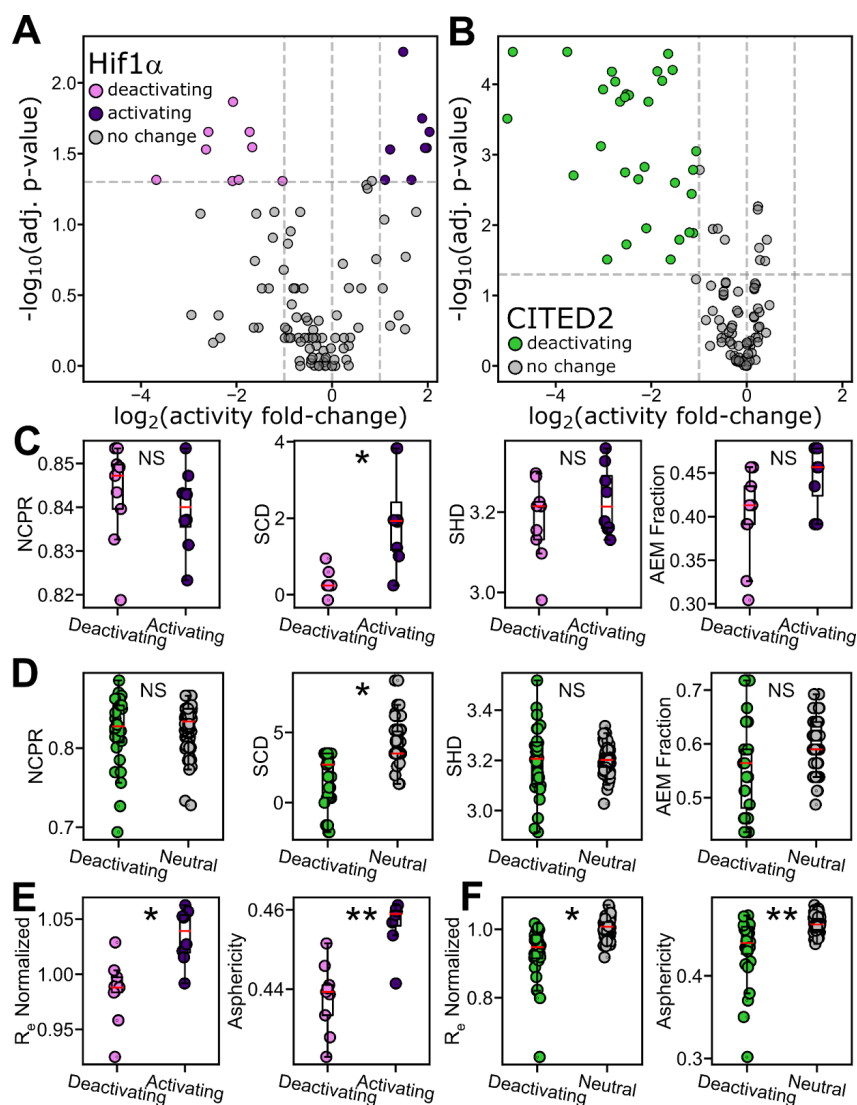 A
Hif1α
deactivating
activating
no change
-log10(adj. p-value)
2.0
1.5
1.0
0.5
0.0
−4
−2
0
2
log2(activity fold-change)
B
CITED2
deactivating
no change
-log10(adj. p-value)
4
3
2
1
0
−4
−2
0
2
log2(activity fold-change)
C
NCPR
0.85
0.84
0.83
0.82
NS
Deactivating
Activating
SCD
4
2
0
*
Deactivating
Activating
SHD
3.2
3.0
NS
Deactivating
Activating
AEM Fraction
0.45
0.40
0.35
0.30
NS
Deactivating
Activating
D
NCPR
0.8
0.7
NS
Deactivating
Neutral
SCD
5
0
*
Deactivating
Neutral
SHD
3.4
3.2
3.0
NS
Deactivating
Neutral
AEM Fraction
0.7
0.6
0.5
NS
Deactivating
Neutral
E
Re Normalized
1.05
1.00
0.95
*
Deactivating
Activating
Asphericity
0.46
0.44
**
Deactivating
Activating
F
Re Normalized
1.0
0.8
*
Deactivating
Neutral
Asphericity
0.4
0.3
**
Deactivating
Neutral